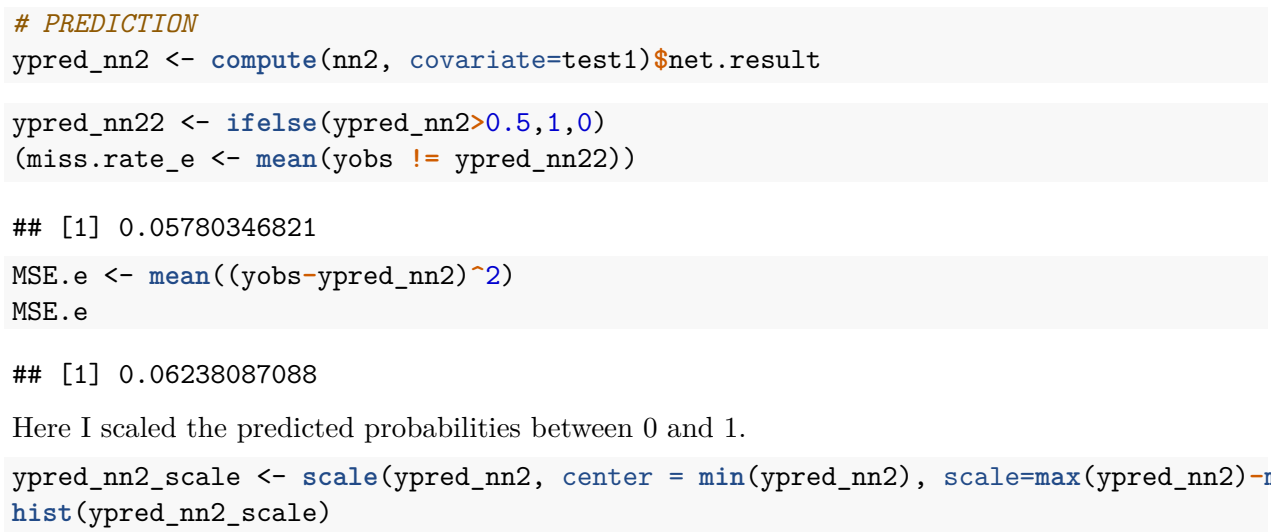 # PREDICTION
ypred_nn2 <- compute(nn2, covariate=test1)$net.result
ypred_nn22 <- ifelse(ypred_nn2>0.5,1,0)
(miss.rate_e <- mean(yobs != ypred_nn22))
## [1] 0.05780346821
MSE.e <- mean((yobs-ypred_nn2)^2)
MSE.e
## [1] 0.06238087088
Here I scaled the predicted probabilities between 0 and 1.
ypred_nn2_scale <- scale(ypred_nn2, center = min(ypred_nn2), scale=max(ypred_nn2)-
hist(ypred_nn2_scale)